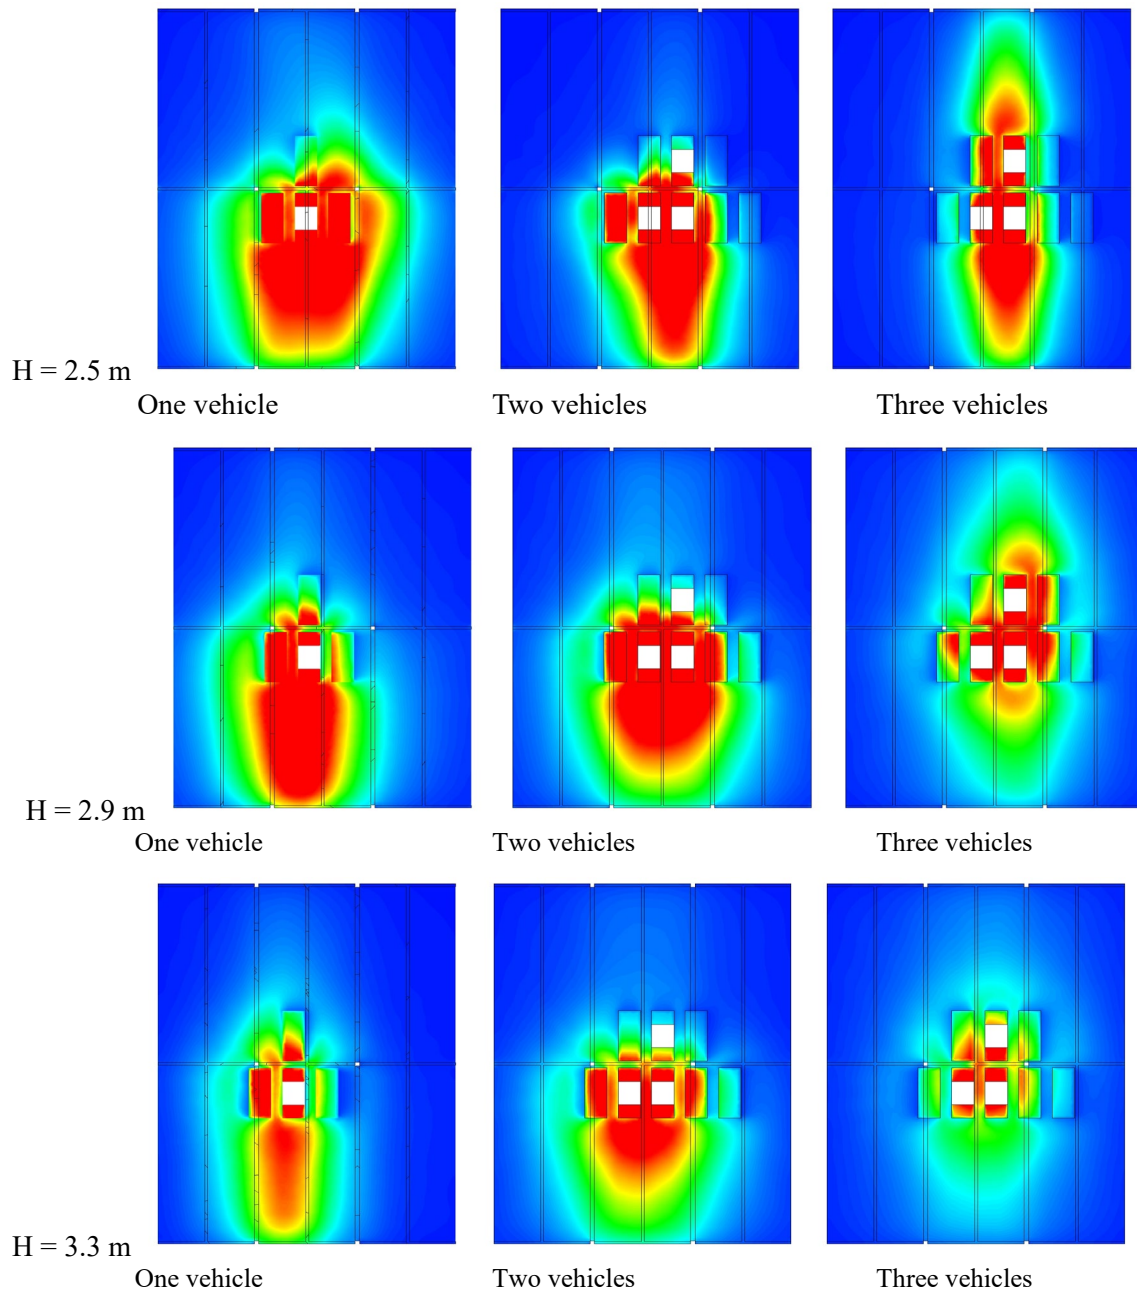 H = 2.5 m
One vehicle
Two vehicles
Three vehicles
H = 2.9 m
One vehicle
Two vehicles
Three vehicles
H = 3.3 m
One vehicle
Two vehicles
Three vehicles